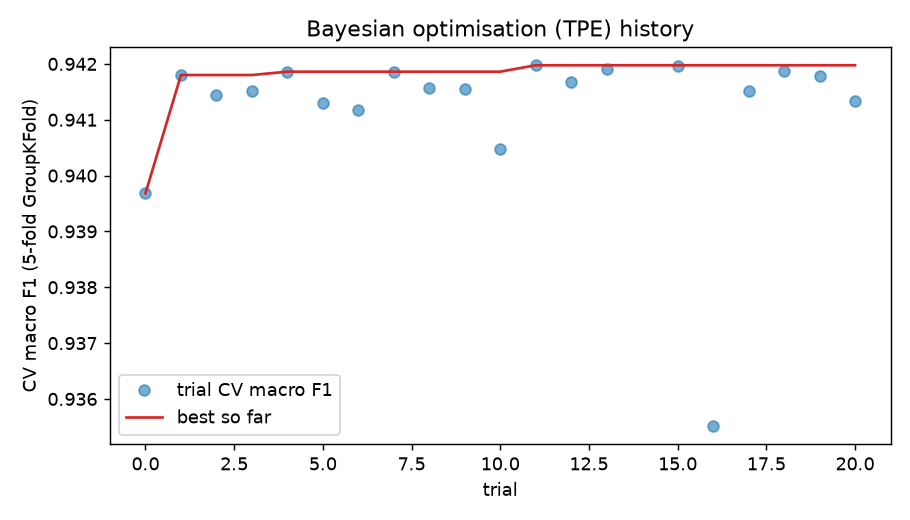 Bayesian optimisation (TPE) history
CV macro F1 (5-fold GroupKFold)
0.942
0.941
0.940
0.939
0.938
0.937
0.936
trial CV macro F1
best so far
0.0 2.5 5.0 7.5 10.0 12.5 15.0 17.5 20.0
trial